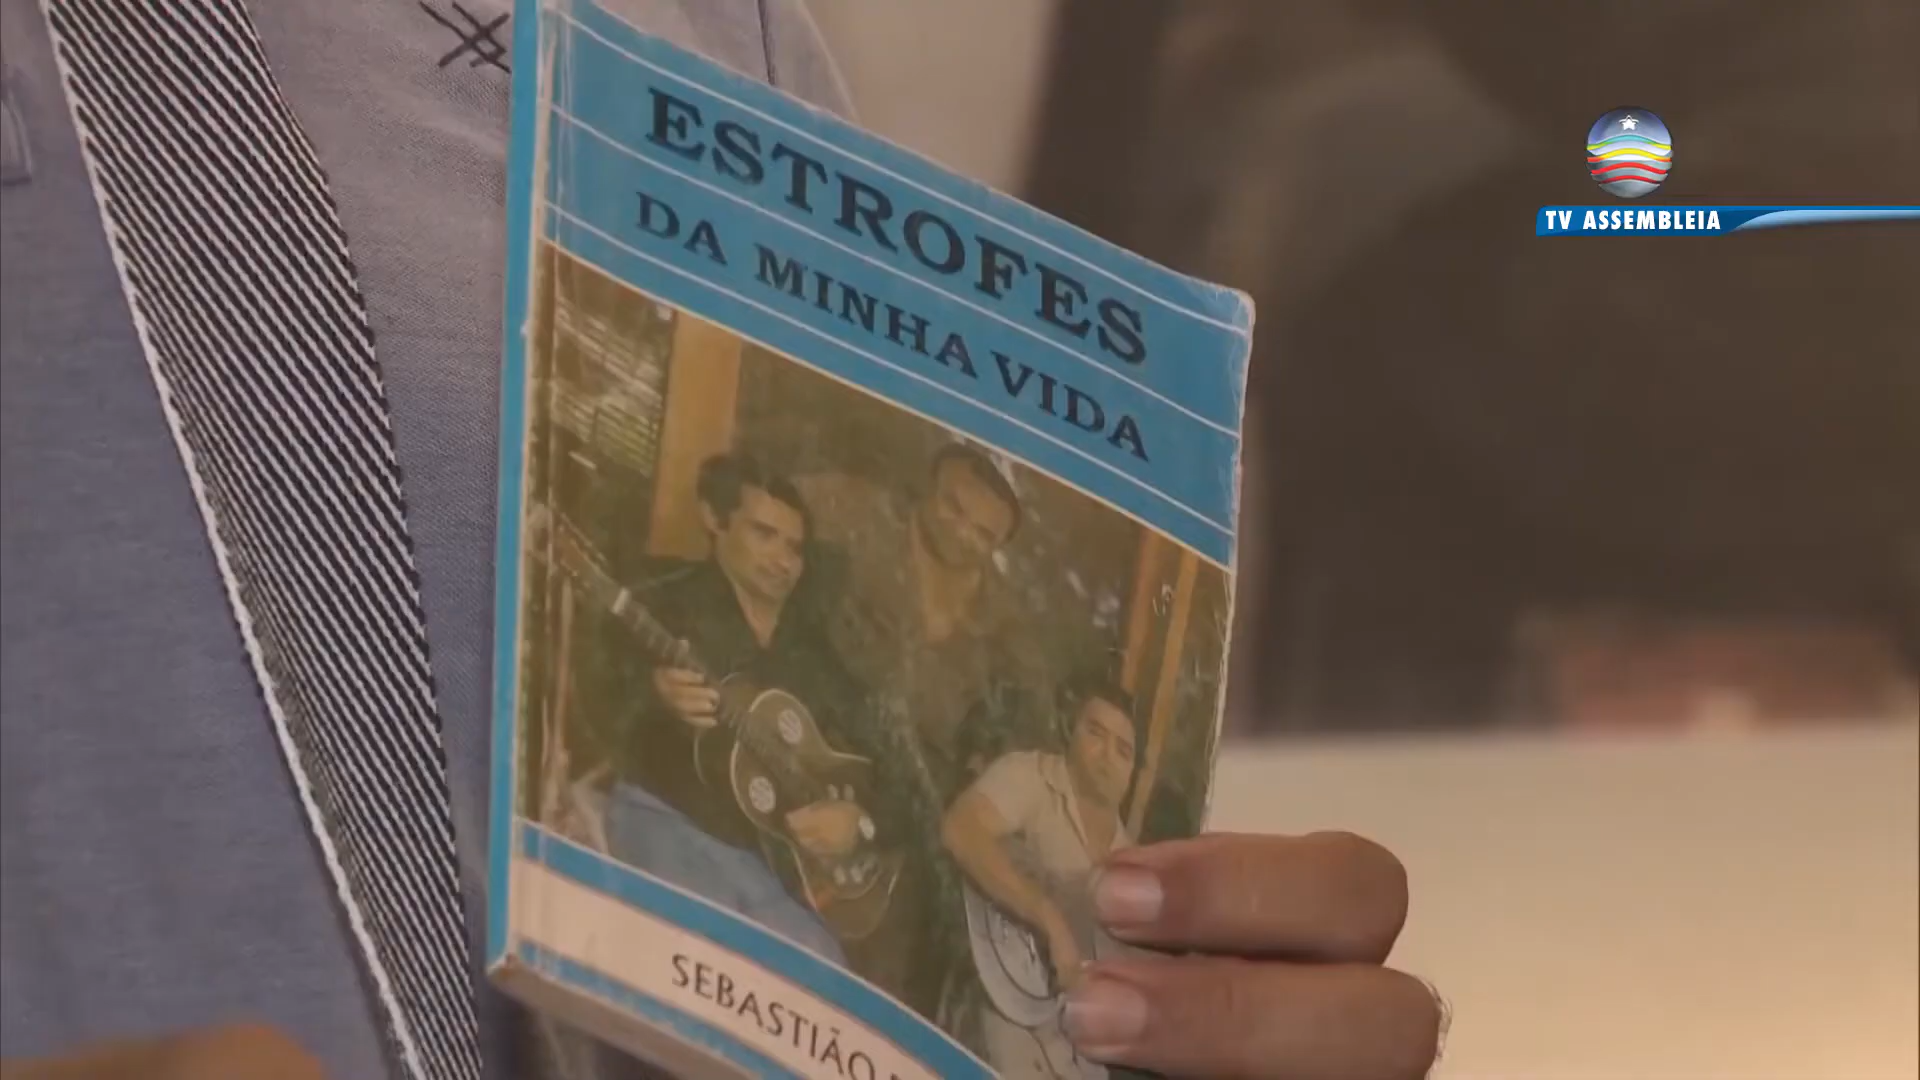 ESTROFES
DA MINHA VIDA
SEBASTIÃO
TV ASSEMBLEIA